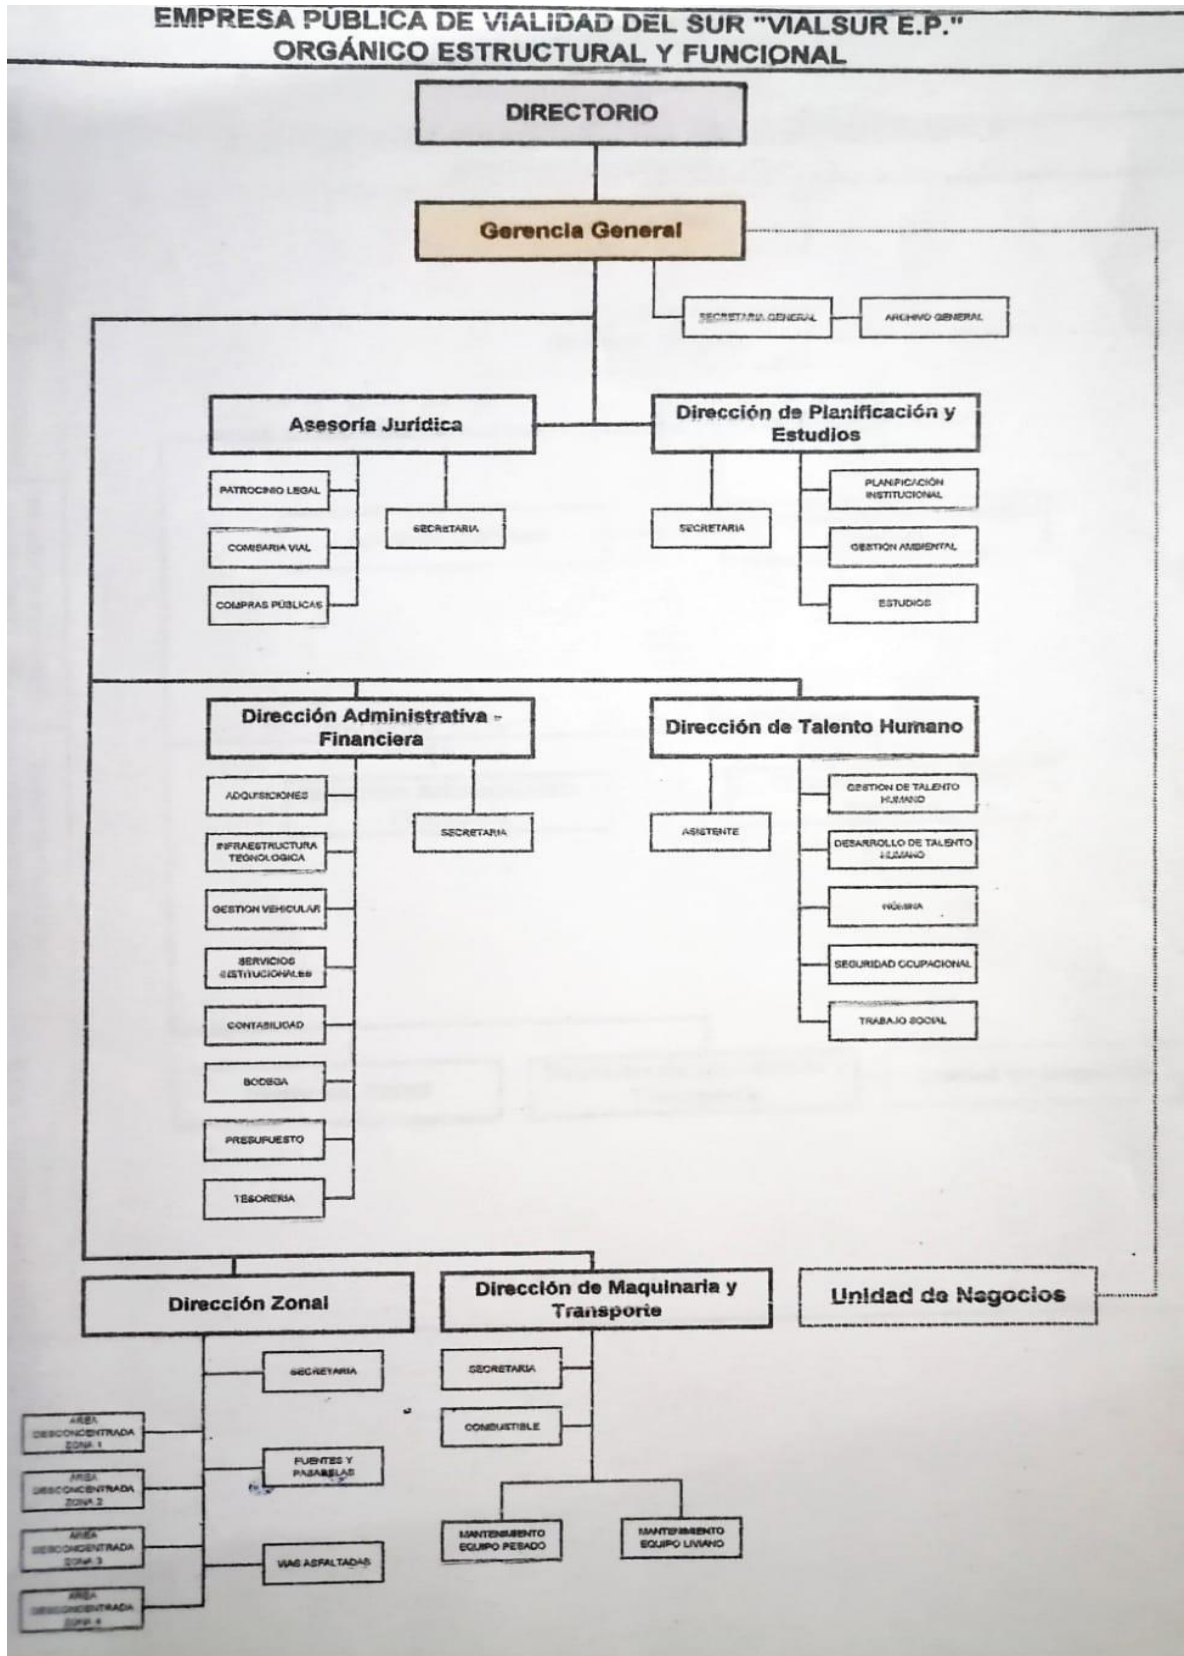 EMPRESA PÚBLICA DE VIALIDAD DEL SUR "VIALSUR E.P."
ORGÁNICO ESTRUCTURAL Y FUNCIONAL
DIRECTORIO
Gerencia General
SECRETARIA GENERAL
ARCHIVO GENERAL
Asesoría Jurídica
Dirección de Planificación y
Estudios
PATROCINIO LEGAL
COMISARIA VIAL
COMPRAS PÚBLICAS
SECRETARIA
SECRETARIA
PLANIFICACIÓN
INSTITUCIONAL
GESTIÓN AMBIENTAL
ESTUDIOS
Dirección Administrativa -
Financiera
Dirección de Talento Humano
ADQUISICIONES
INFRAESTRUCTURA
TECNOLOGICA
GESTION VEHICULAR
SERVICIOS
INSTITUCIONALES
CONTABILIDAD
BODEGA
PRESUPUESTO
TESORERIA
SECRETARIA
ASISTENTE
GESTION DE TALENTO
HUMANO
DESARROLLO DE TALENTO
HUMANO
NÓMINA
SEGURIDAD OCUPACIONAL
TRABAJO SOCIAL
Dirección Zonal
Dirección de Maquinaria y
Transporte
Unidad de Negocios
SECRETARIA
AREA
DESCONCENTRADA
ZONA 1
PUENTES Y
PASARELAS
AREA
DESCONCENTRADA
ZONA 2
AREA
DESCONCENTRADA
ZONA 3
VIAS ASFALTADAS
AREA
DESCONCENTRADA
ZONA 4
SECRETARIA
COMBUSTIBLE
MANTENIMIENTO
EQUIPO PESADO
MANTENIMIENTO
EQUIPO LIVIANO